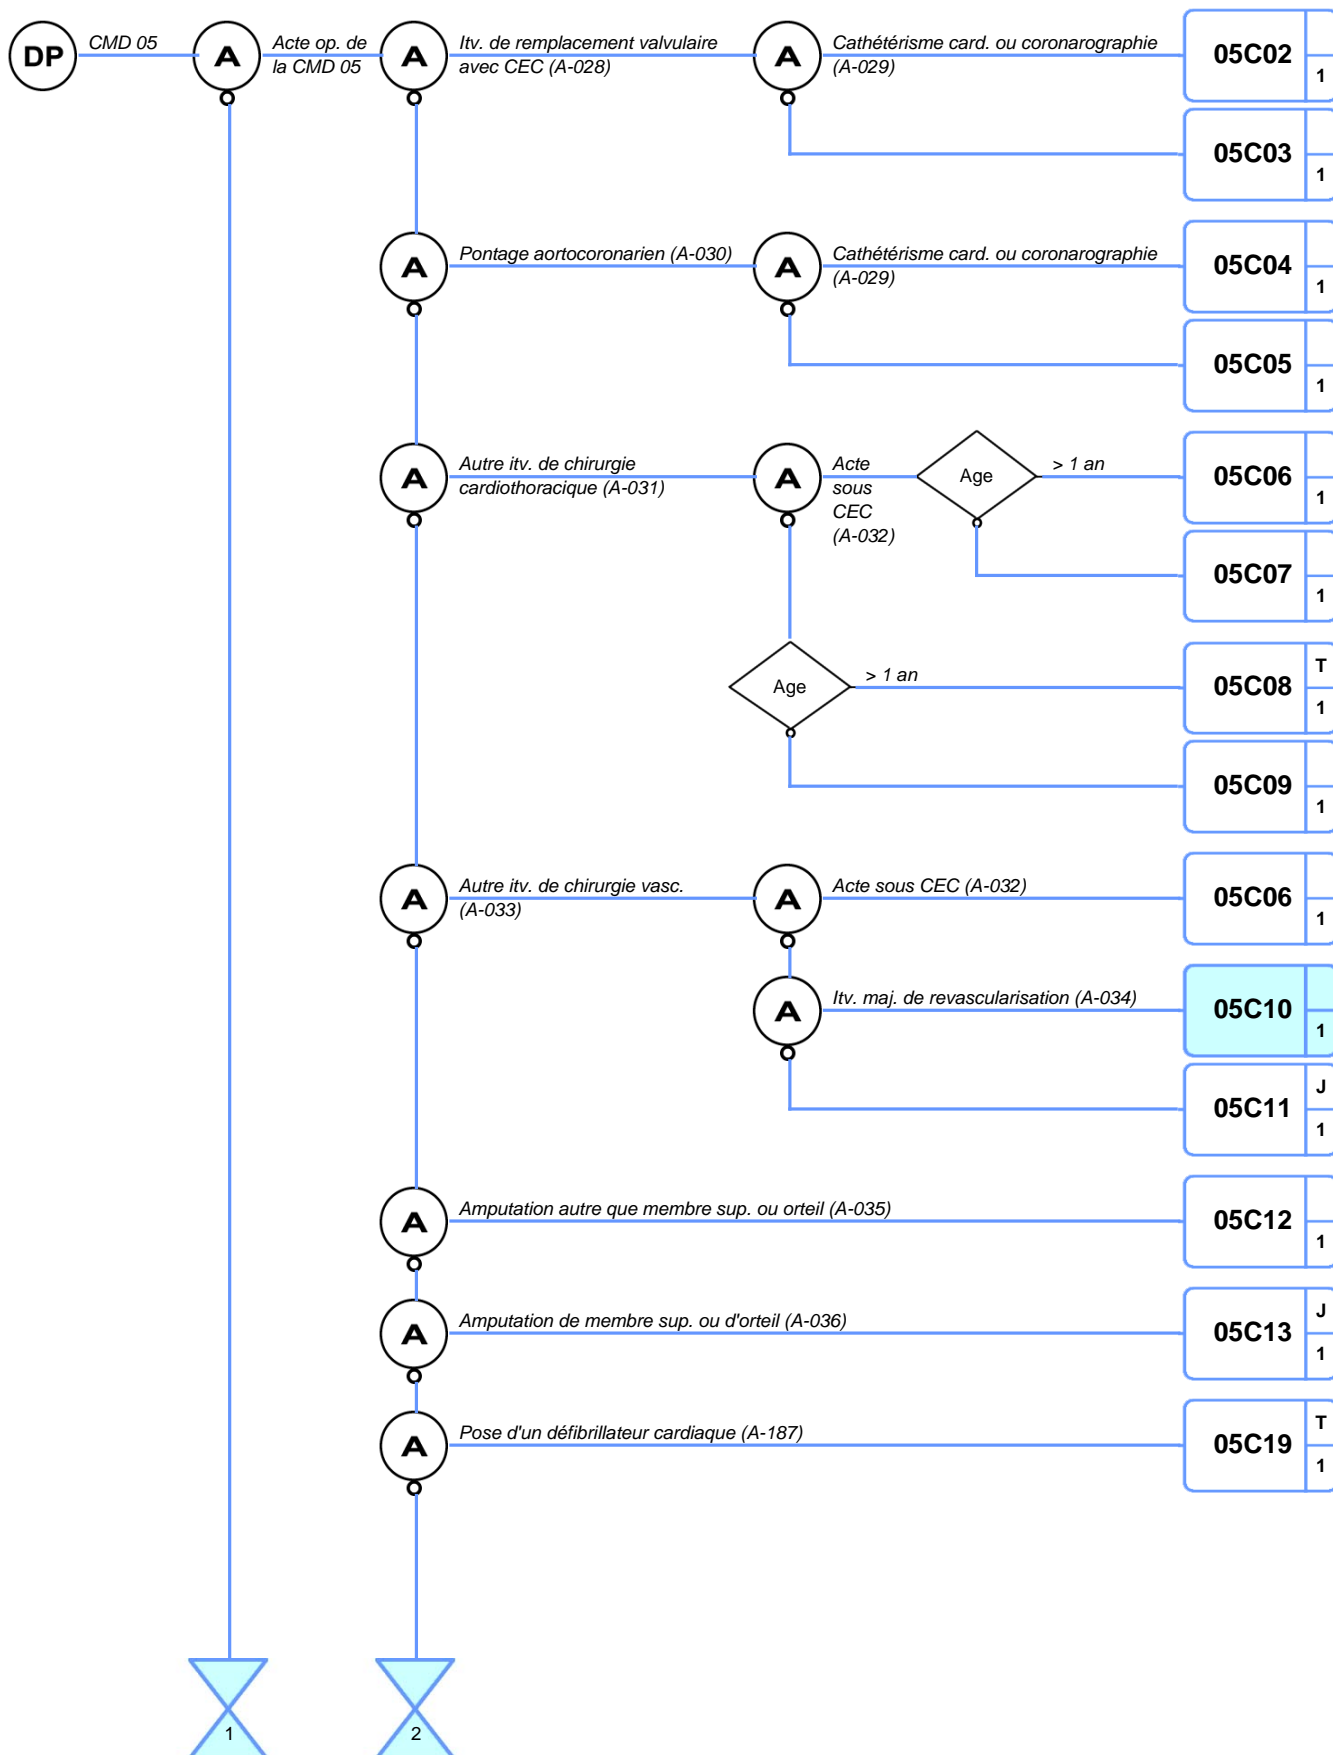 DP
CMD 05
A
Acte op. de
la CMD 05
A
Itv. de remplacement valvulaire
avec CEC (A-028)
A
Cathétérisme card. ou coronarographie
(A-029)
05C02
1
05C03
1
A
Pontage aortocoronarien (A-030)
A
Cathétérisme card. ou coronarographie
(A-029)
05C04
1
05C05
1
A
Autre itv. de chirurgie
cardiothoracique (A-031)
A
Acte
sous
CEC
(A-032)
Age
> 1 an
05C06
1
05C07
1
Age
> 1 an
05C08
T
1
05C09
1
A
Autre itv. de chirurgie vasc.
(A-033)
A
Acte sous CEC (A-032)
05C06
1
A
Itv. maj. de revascularisation (A-034)
05C10
1
05C11
J
1
A
Amputation autre que membre sup. ou orteil (A-035)
05C12
1
A
Amputation de membre sup. ou d'orteil (A-036)
05C13
J
1
A
Pose d'un défibrillateur cardiaque (A-187)
05C19
T
1
1
2